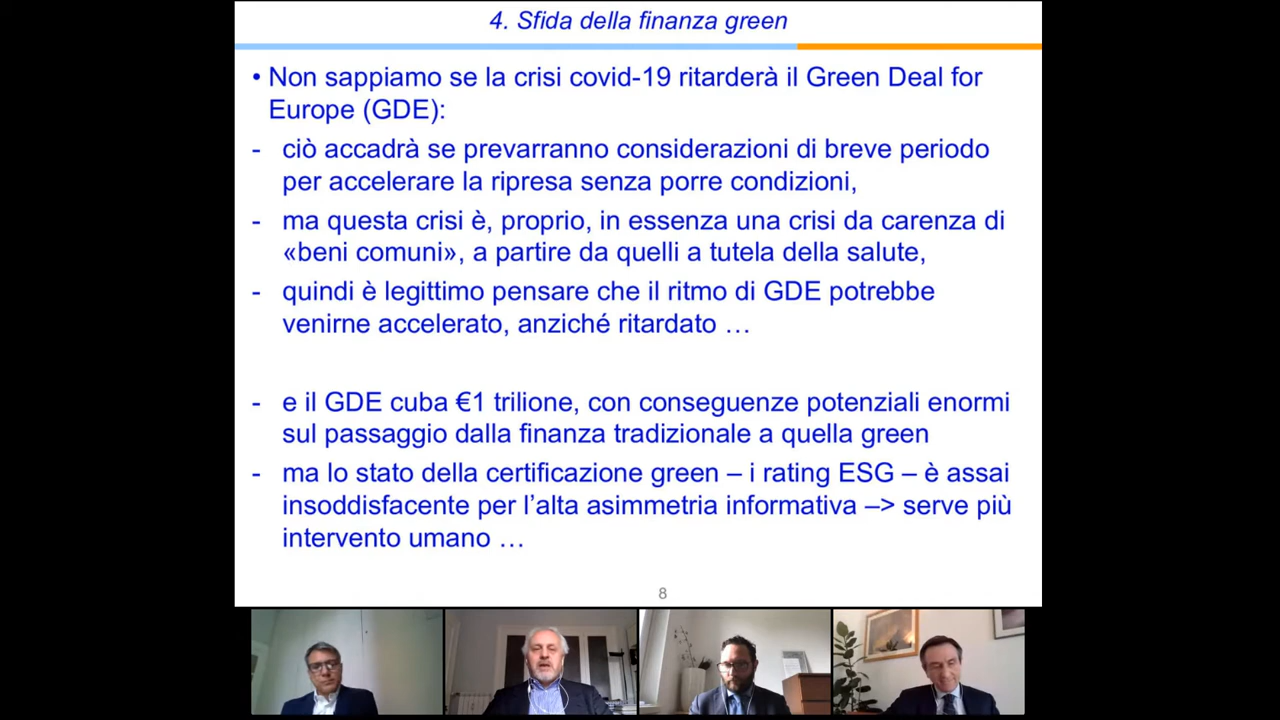 4. Sfida della finanza green
• Non sappiamo se la crisi covid-19 ritarderà il Green Deal for
Europe (GDE):
- ciò accadrà se prevarranno considerazioni di breve periodo
per accelerare la ripresa senza porre condizioni,
- ma questa crisi è, proprio, in essenza una crisi da carenza di
«beni comuni», a partire da quelli a tutela della salute,
- quindi è legittimo pensare che il ritmo di GDE potrebbe
venirne accelerato, anziché ritardato …
- e il GDE cuba €1 trilione, con conseguenze potenziali enormi
sul passaggio dalla finanza tradizionale a quella green
- ma lo stato della certificazione green – i rating ESG – è assai
insoddisfacente per l’alta asimmetria informativa –> serve più
intervento umano …
8